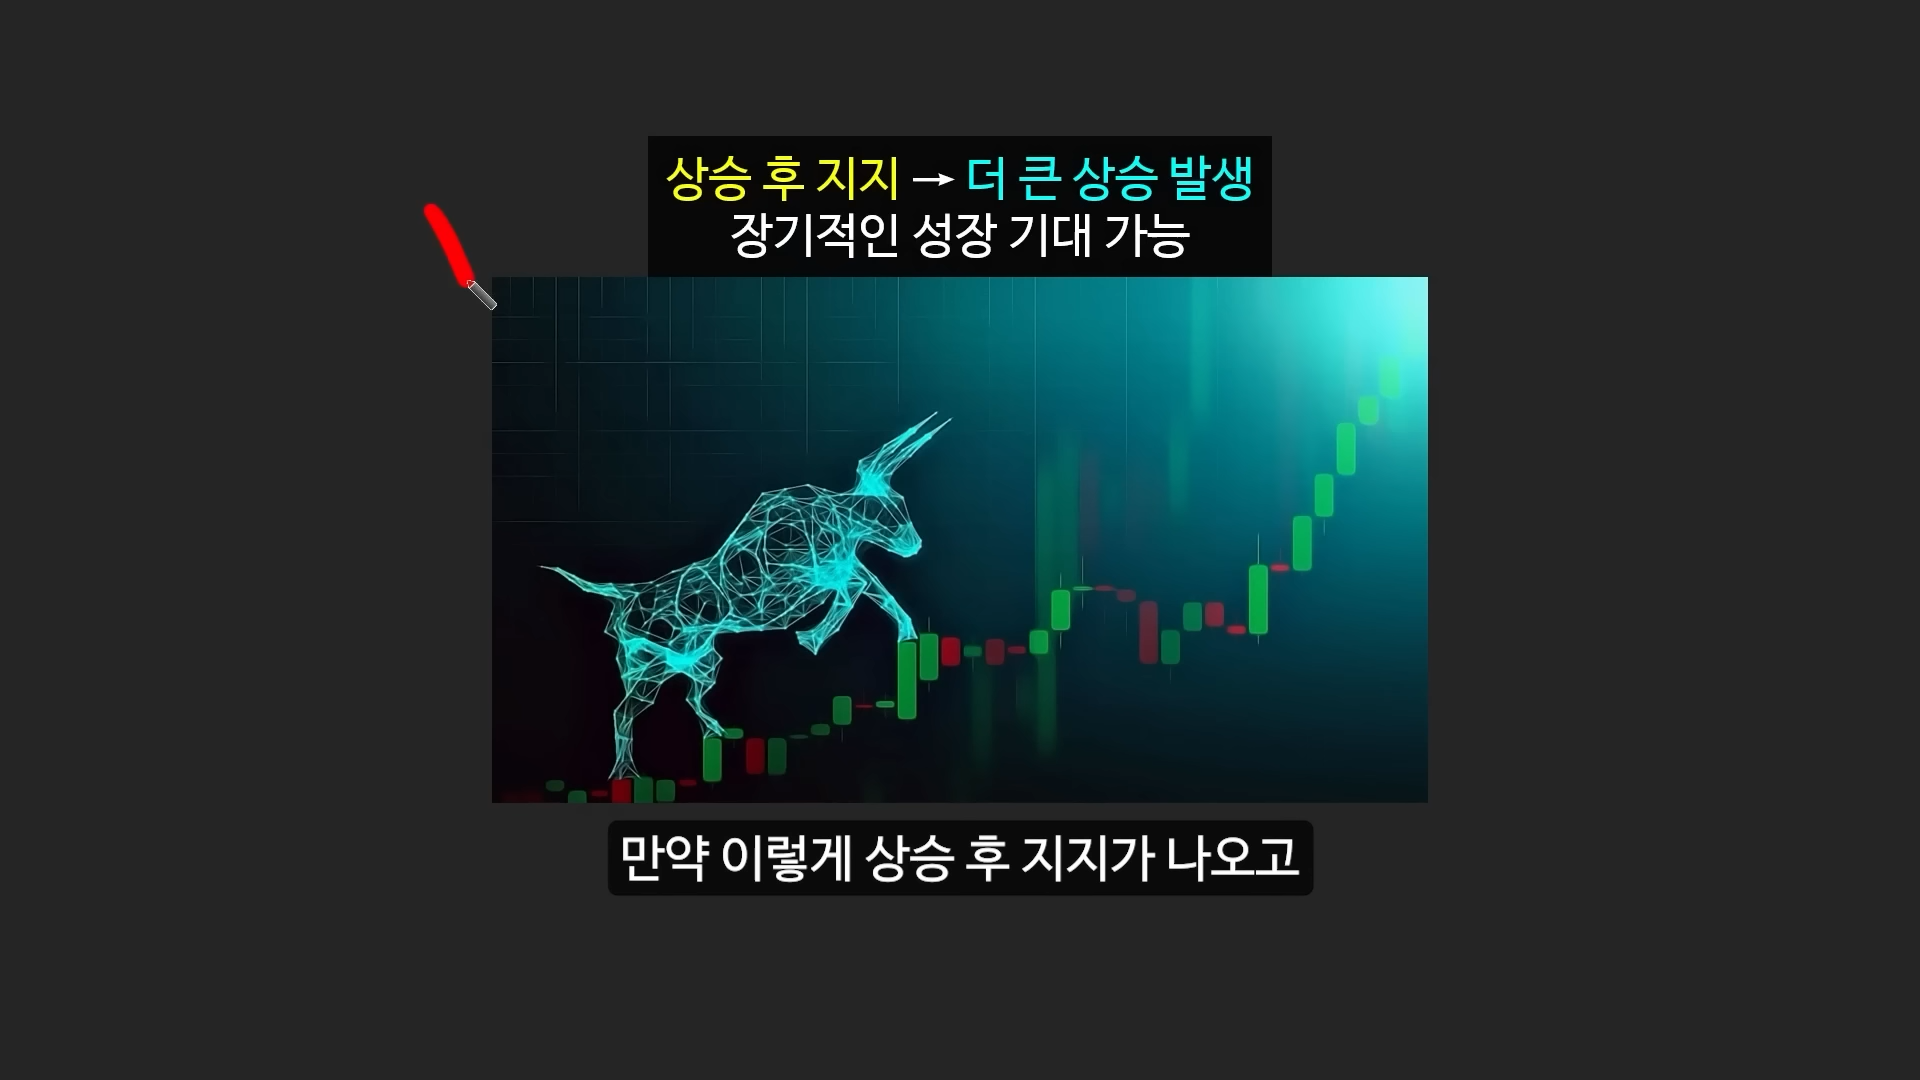 상승 후 지지 → 더 큰 상승 발생
장기적인 성장 기대 가능
만약 이렇게 상승 후 지지가 나오고